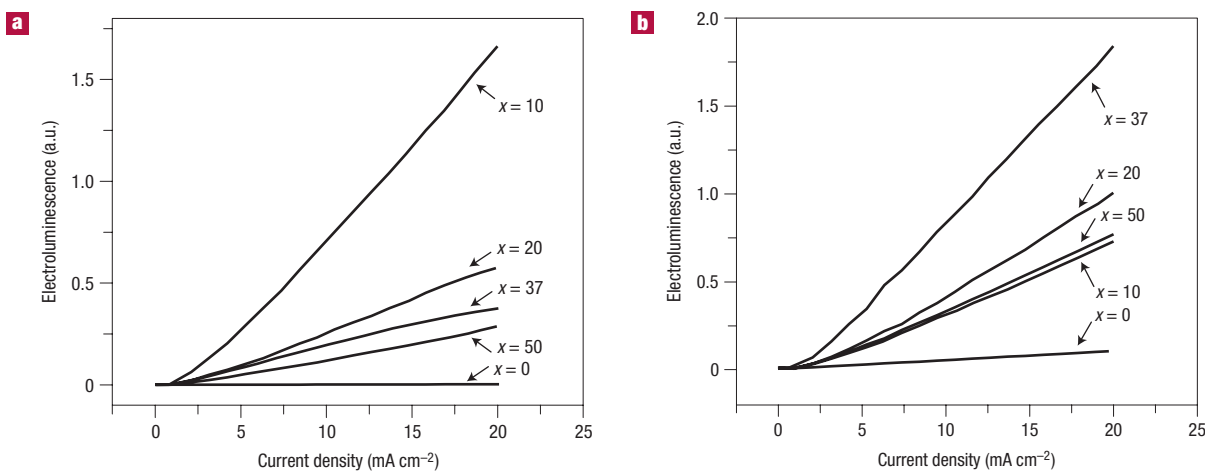 a
Electroluminescence (a.u.)
1.5
1.0
0.5
0
x = 10
x = 20
x = 37
x = 50
x = 0
0 5 10 15 20 25
Current density (mA cm⁻²)
b
Electroluminescence (a.u.)
2.0
1.5
1.0
0.5
0
x = 37
x = 20
x = 50
x = 10
x = 0
0 5 10 15 20 25
Current density (mA cm⁻²)